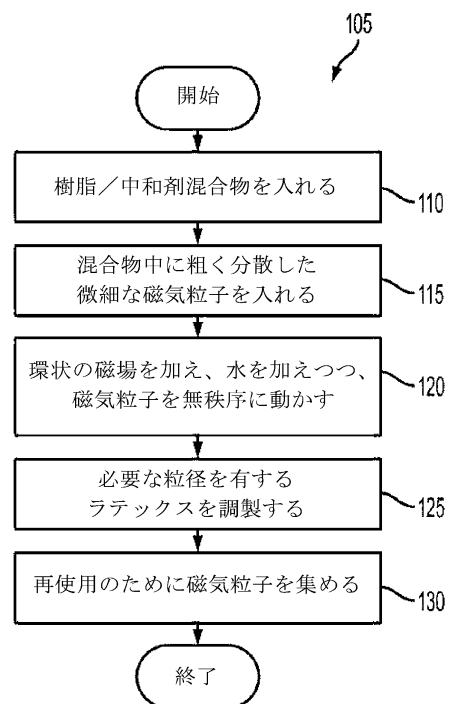 105
開始
樹脂／中和剤混合物を入れる
110
混合物中に粗く分散した
微細な磁気粒子を入れる
115
環状の磁場を加え、水を加えつつ、
磁気粒子を無秩序に動かす
120
必要な粒径を有する
ラテックスを調製する
125
再使用のために磁気粒子を集める
130
終了